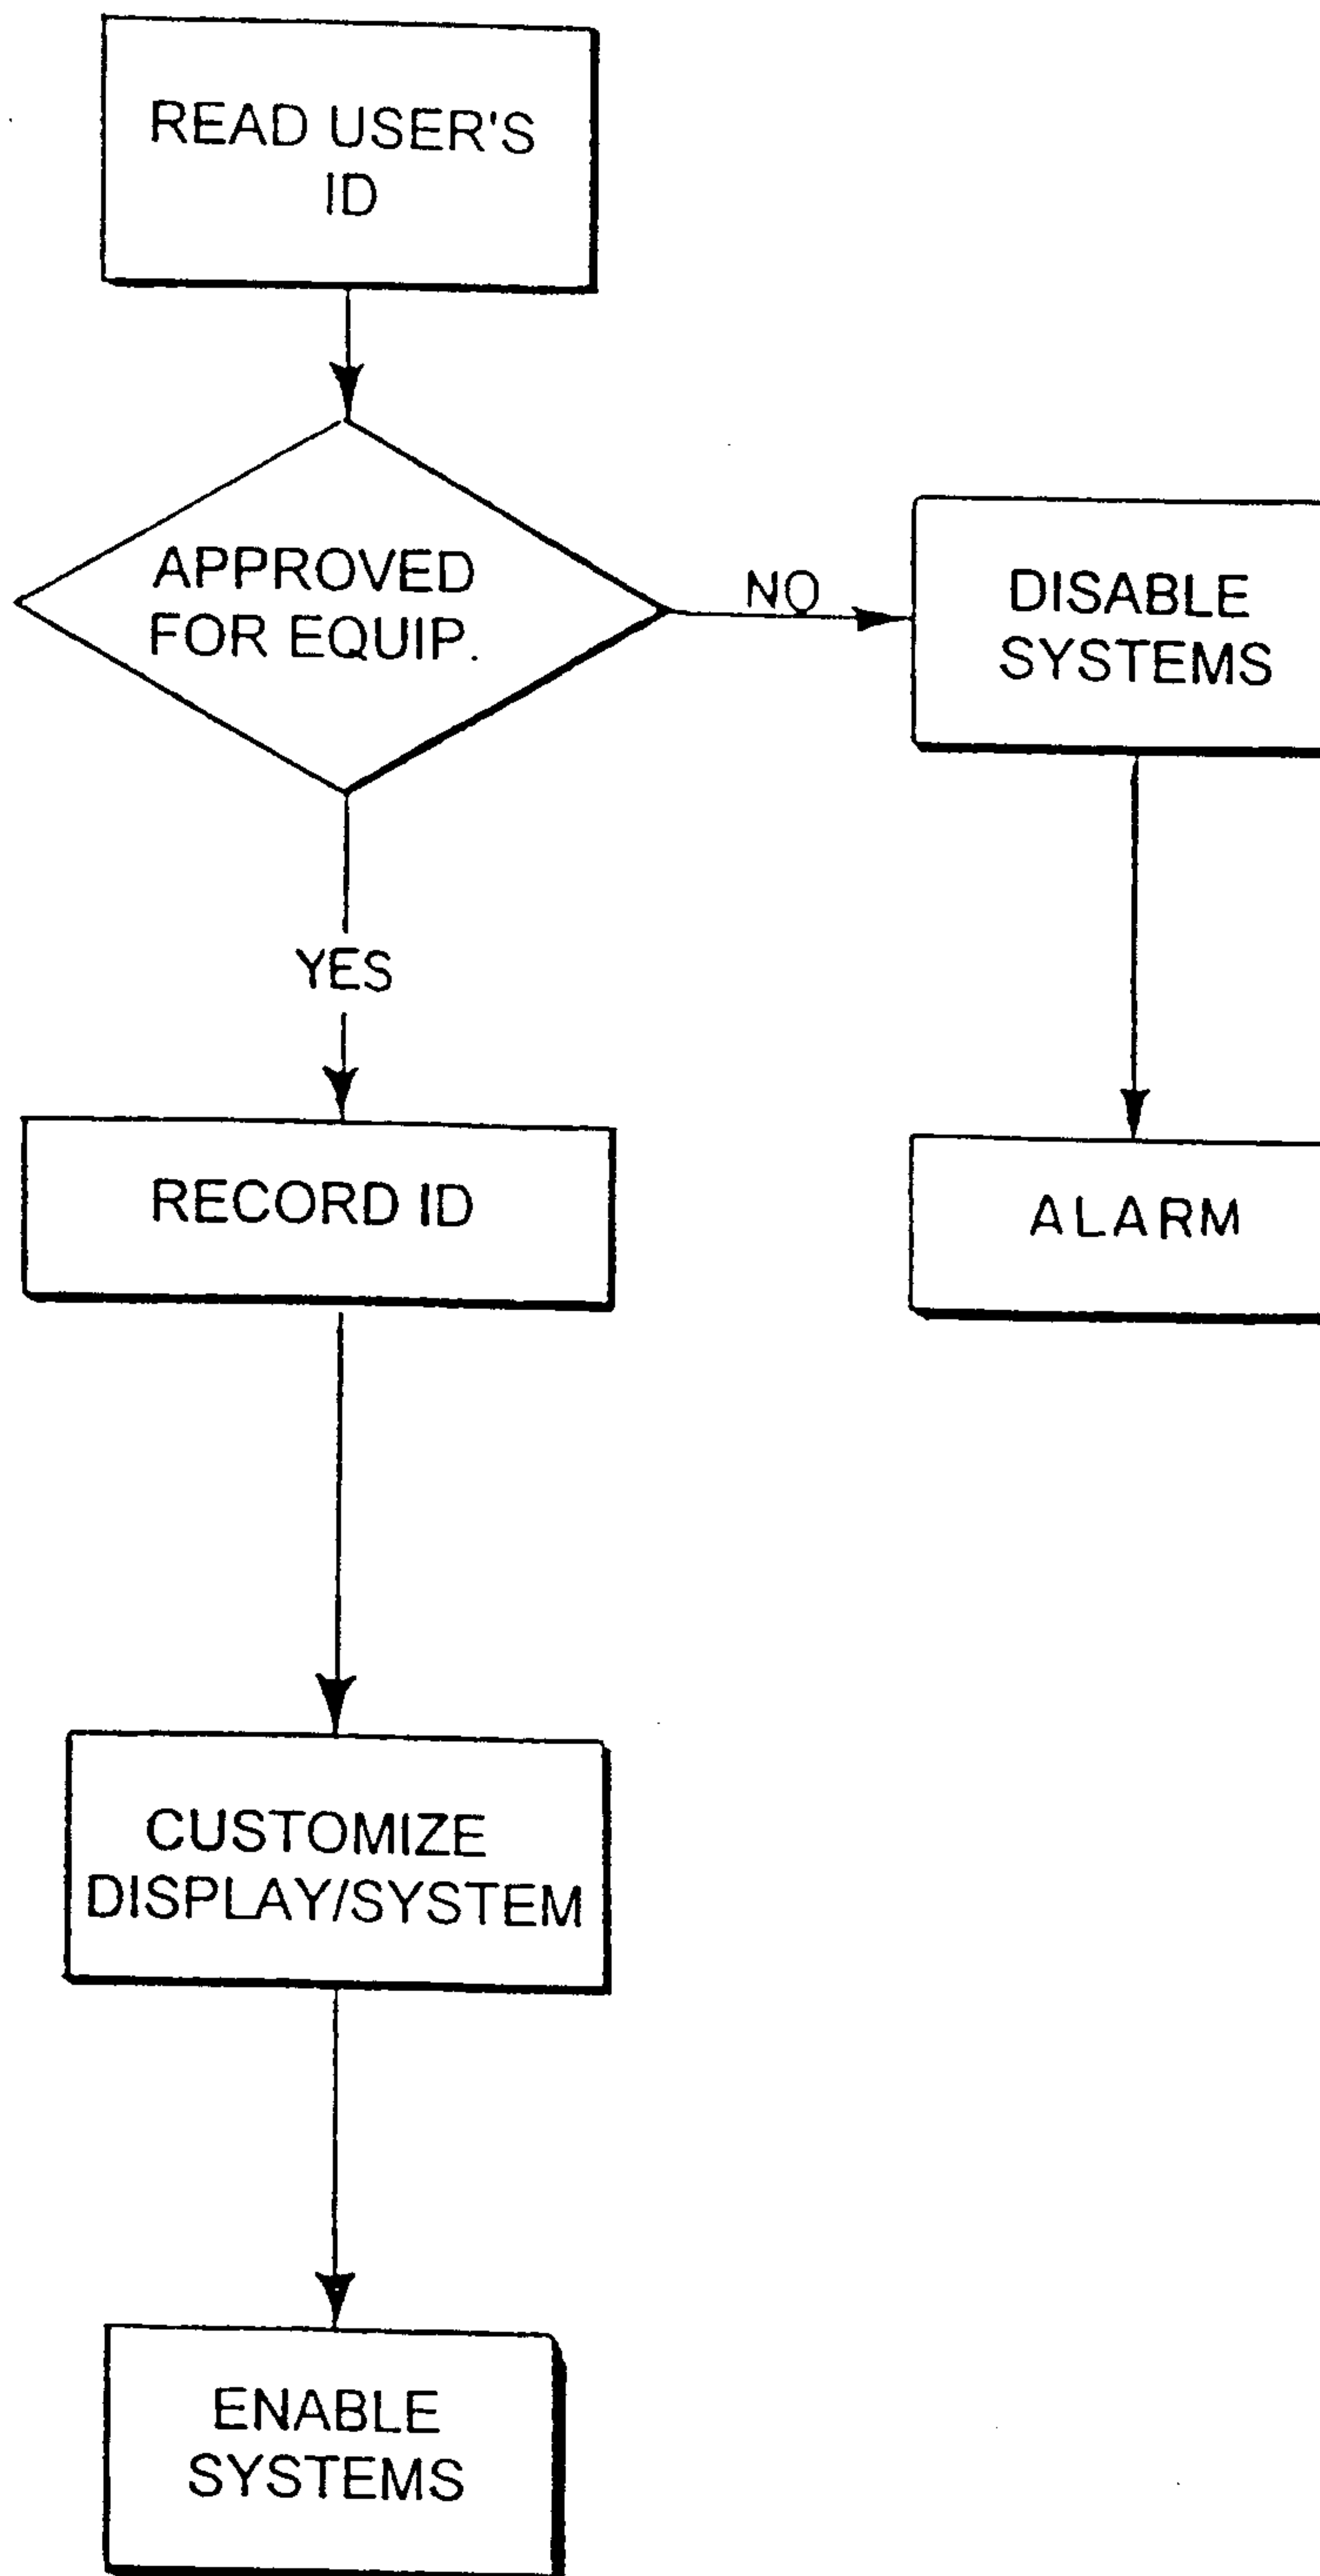 READ USER'S
ID
APPROVED
FOR EQUIP.
NO
DISABLE
SYSTEMS
YES
RECORD ID
ALARM
CUSTOMIZE
DISPLAY/SYSTEM
ENABLE
SYSTEMS